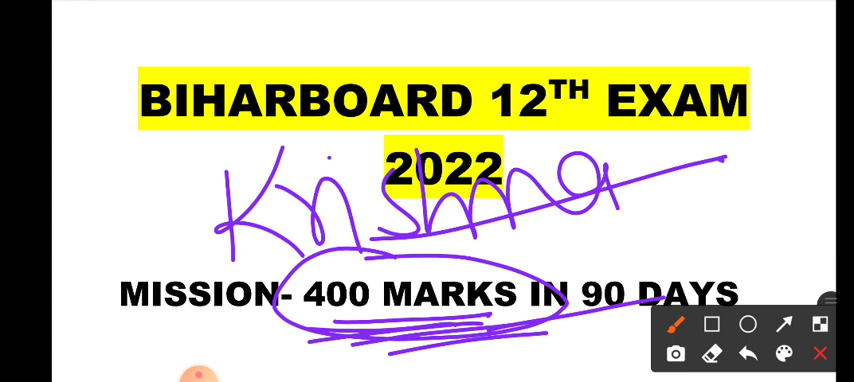 BIHARBOARD 12TH EXAM
2022
Krishna
MISSION- 400 MARKS IN 90 DAYS